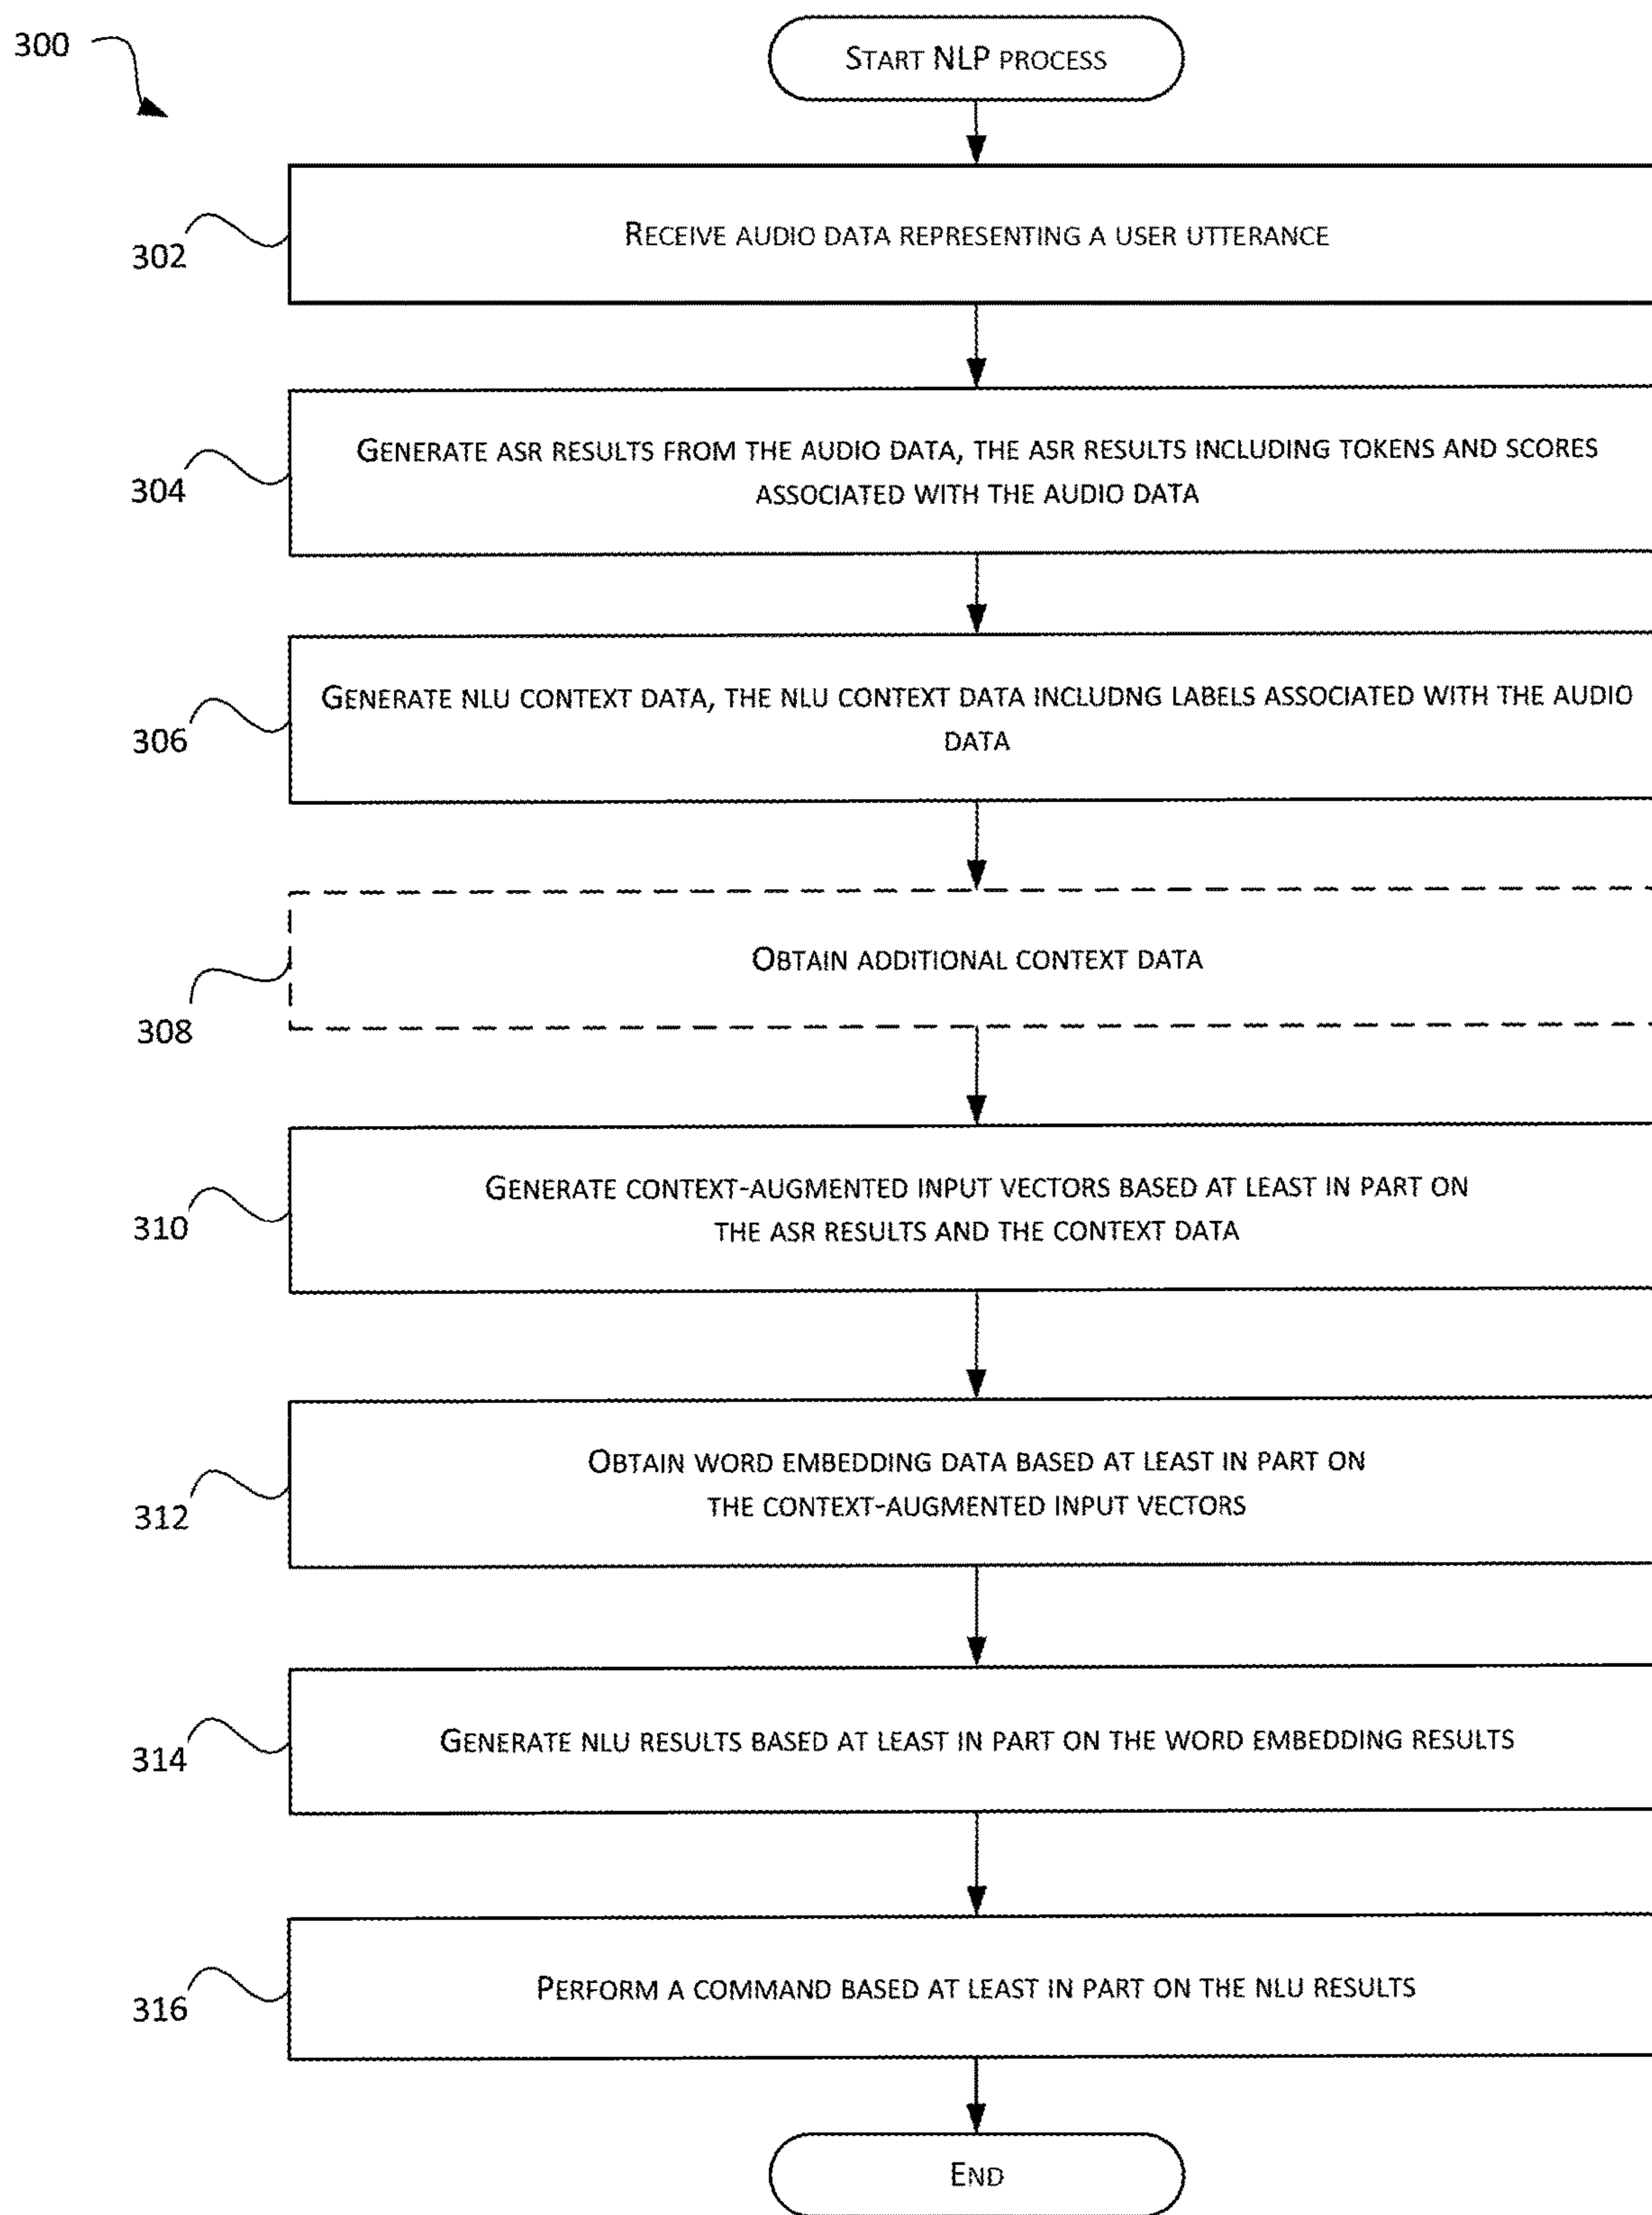 300
START NLP PROCESS
302
RECEIVE AUDIO DATA REPRESENTING A USER UTTERANCE
304
GENERATE ASR RESULTS FROM THE AUDIO DATA, THE ASR RESULTS INCLUDING TOKENS AND SCORES
ASSOCIATED WITH THE AUDIO DATA
306
GENERATE NLU CONTEXT DATA, THE NLU CONTEXT DATA INCLUDNG LABELS ASSOCIATED WITH THE AUDIO
DATA
308
OBTAIN ADDITIONAL CONTEXT DATA
310
GENERATE CONTEXT-AUGMENTED INPUT VECTORS BASED AT LEAST IN PART ON
THE ASR RESULTS AND THE CONTEXT DATA
312
OBTAIN WORD EMBEDDING DATA BASED AT LEAST IN PART ON
THE CONTEXT-AUGMENTED INPUT VECTORS
314
GENERATE NLU RESULTS BASED AT LEAST IN PART ON THE WORD EMBEDDING RESULTS
316
PERFORM A COMMAND BASED AT LEAST IN PART ON THE NLU RESULTS
END